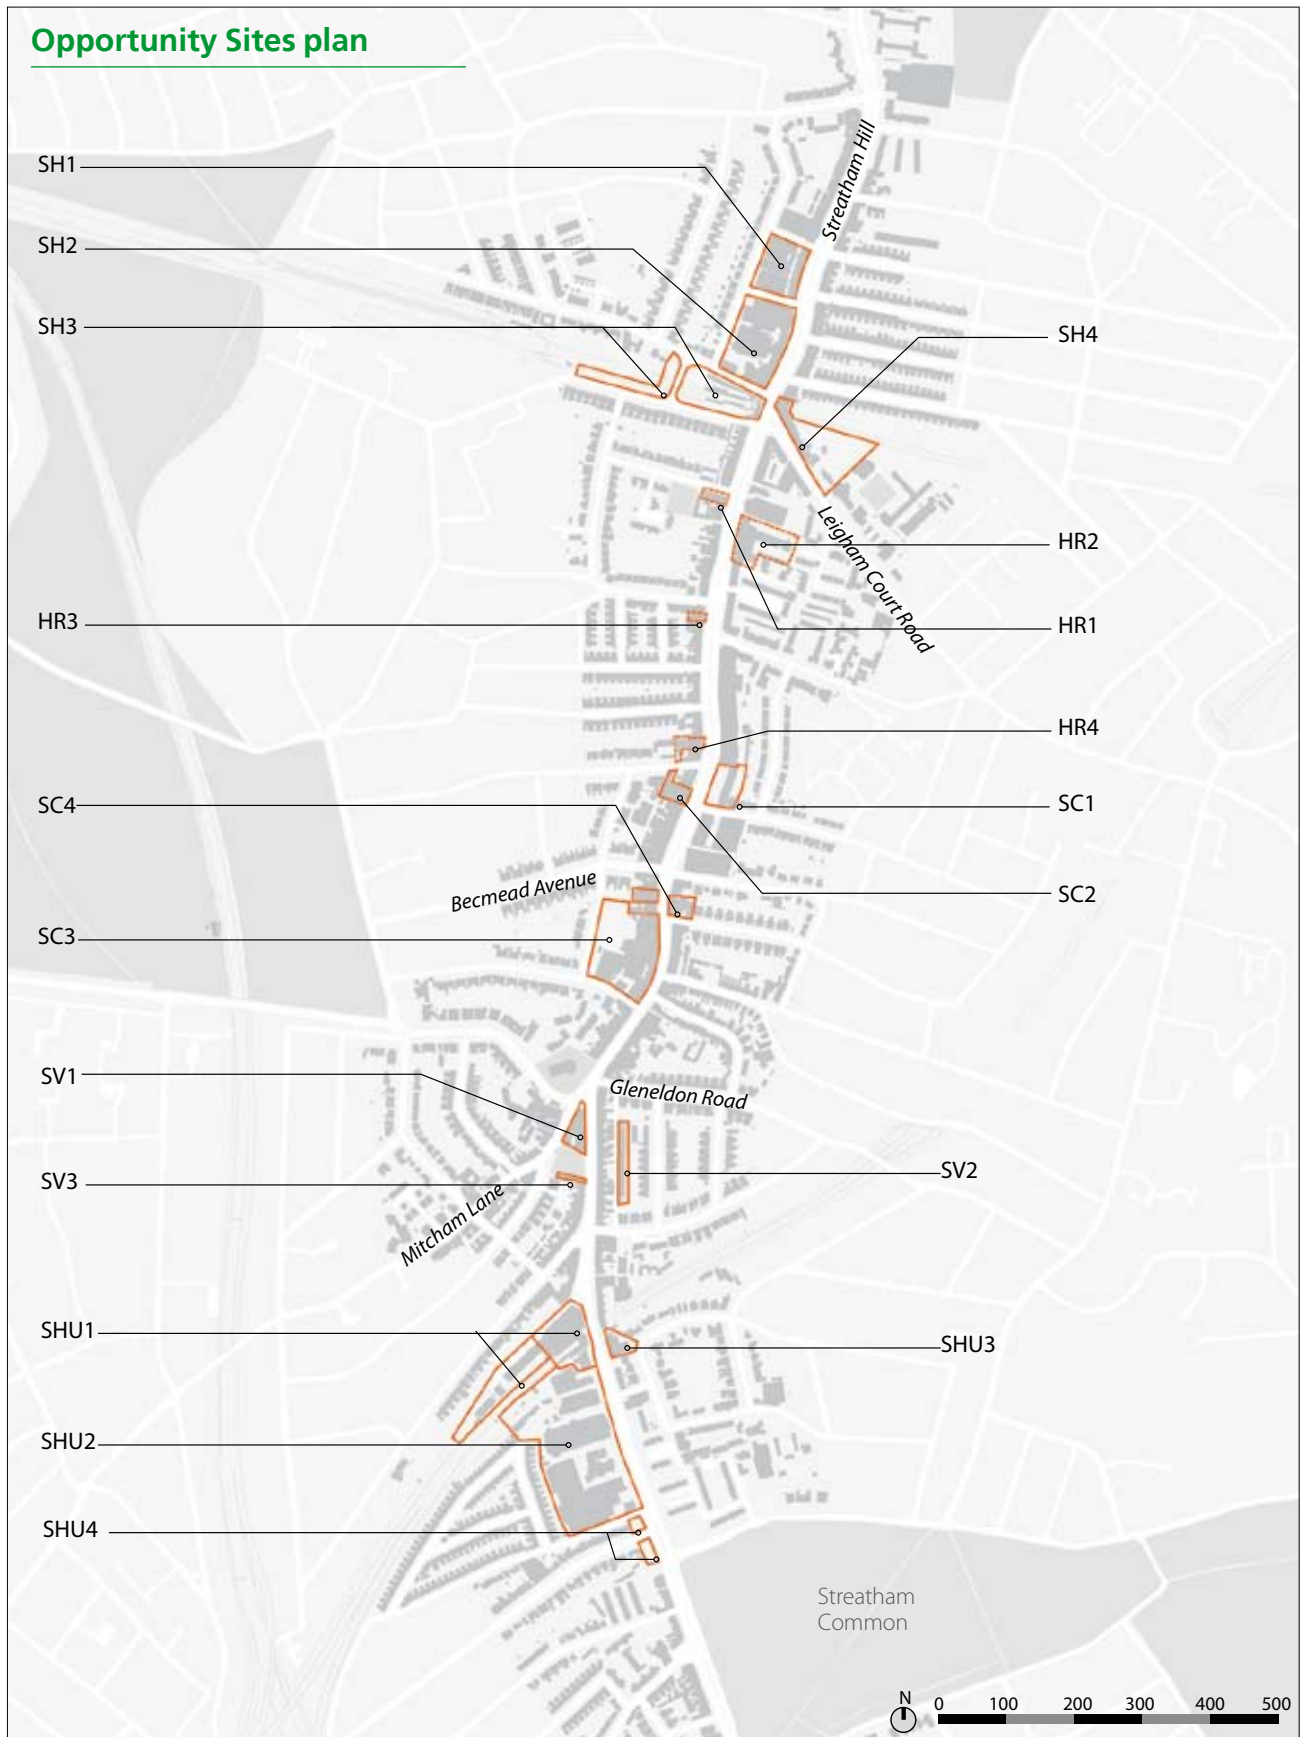 Opportunity Sites plan
Streatham Hill
SH1
SH2
SH3
SH4
Leigham Court Road
HR2
HR3
HR1
HR4
SC4
SC1
Becmead Avenue
SC2
SC3
SV1
Gleneldon Road
SV3
SV2
Mitcham Lane
SHU1
SHU3
SHU2
SHU4
Streatham
Common
N
0 100 200 300 400 500